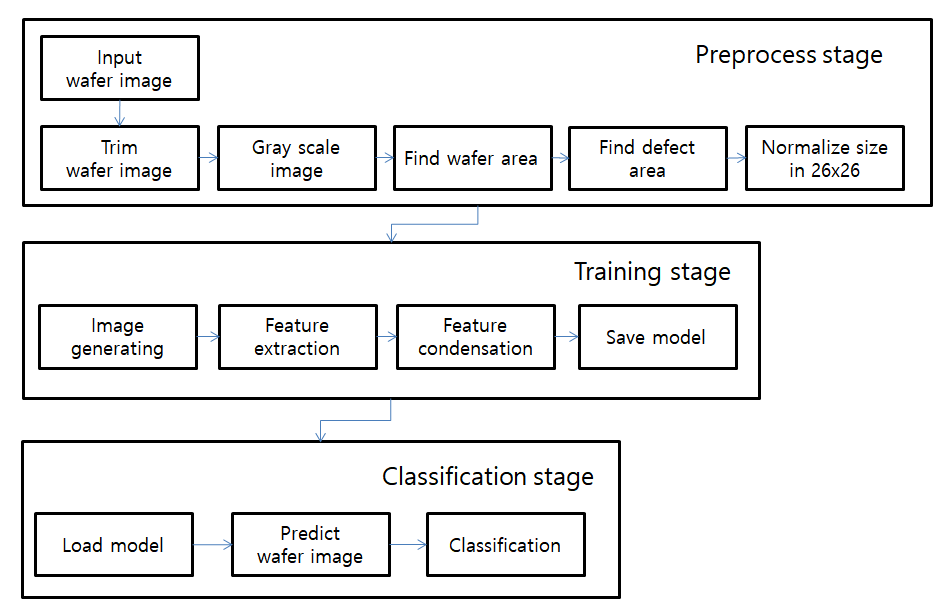 Preprocess stage
Input
wafer image
Trim
wafer image
Gray scale
image
Find wafer area
Find defect
area
Normalize size
in 26x26
Training stage
Image
generating
Feature
extraction
Feature
condensation
Save model
Classification stage
Load model
Predict
wafer image
Classification